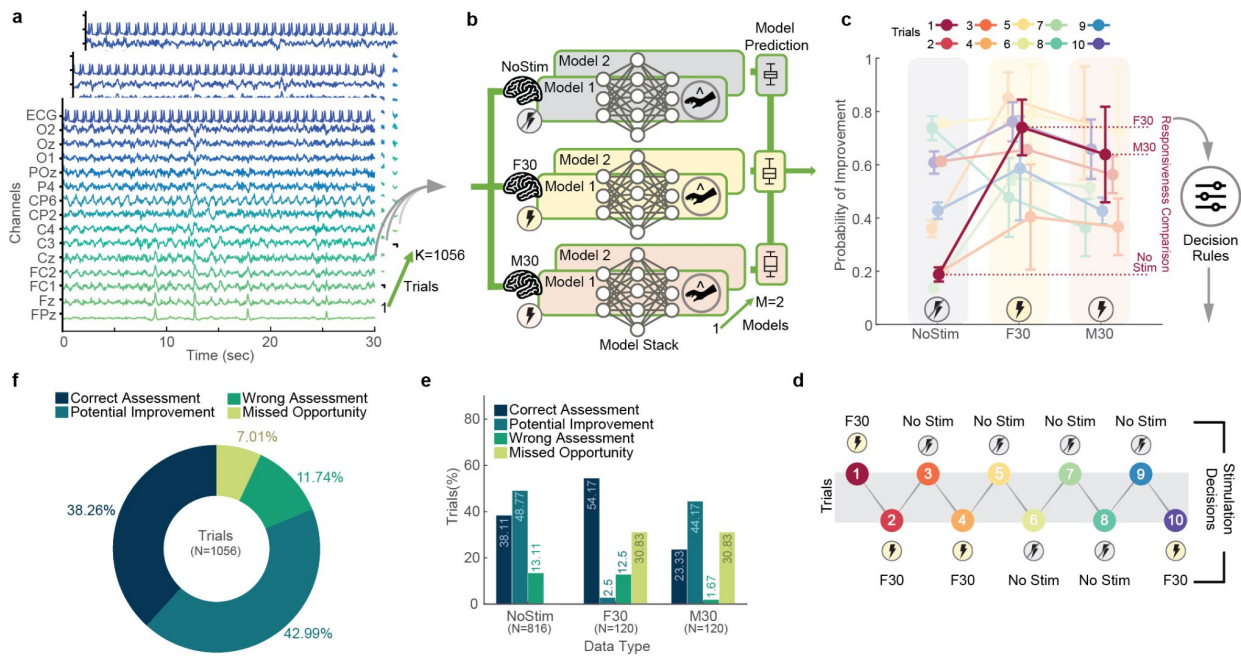 a
ECG
O2
Oz
O1
POz
P4
CP6
CP2
C4
C3
Cz
FC2
FC1
Fz
FPz
Channels
0 5 10 15 20 25 30
Time (sec)
K=1056
Trials
1
b
Model Prediction
NoStim
Model 2
Model 1
F30
Model 2
Model 1
M30
Model 2
Model 1
M=2
1
Models
Model Stack
c
Trials 1 3 5 7 9
2 4 6 8 10
Probability of Improvement
1
0.8
0.6
0.4
0.2
0
NoStim F30 M30
F30
M30
No Stim
Responsiveness Comparison
Decision
Rules
f
Correct Assessment Wrong Assessment
Potential Improvement Missed Opportunity
7.01%
11.74%
38.26%
42.99%
Trials
(N=1056)
e
Correct Assessment
Potential Improvement
Wrong Assessment
Missed Opportunity
Trials(%)
80
60
40
20
0
38.11 48.77 13.11
54.17 2.5 12.5 30.83
23.33 44.17 1.67 30.83
NoStim F30 M30
(N=816) (N=120) (N=120)
Data Type
d
F30 No Stim No Stim No Stim No Stim
1 3 5 7 9
Trials
2 4 6 8 10
F30 F30 No Stim No Stim F30
Stimulation
Decisions